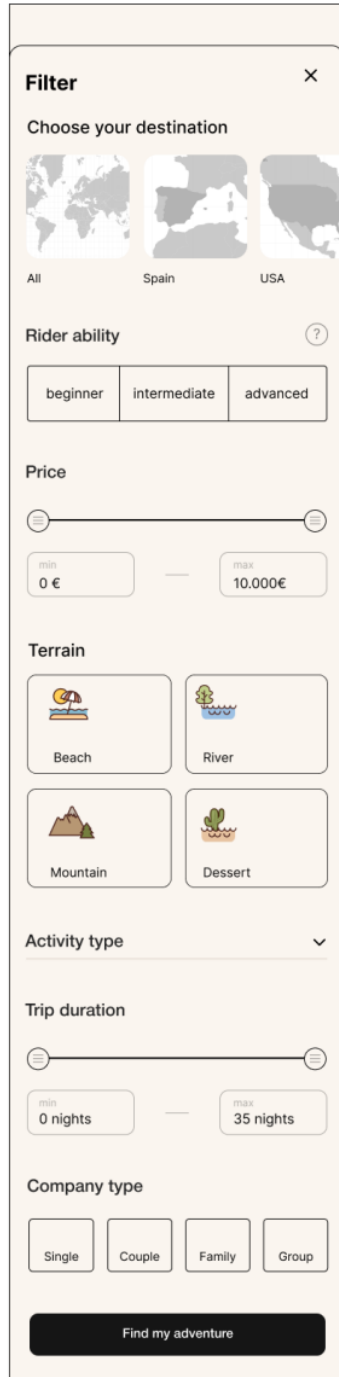 Filter
Choose your destination
All Spain USA
Rider ability ?
beginner intermediate advanced
Price
min max
0 € 10.000€
Terrain
Beach River
Mountain Dessert
Activity type
Trip duration
min max
0 nights 35 nights
Company type
Single Couple Family Group
Find my adventure